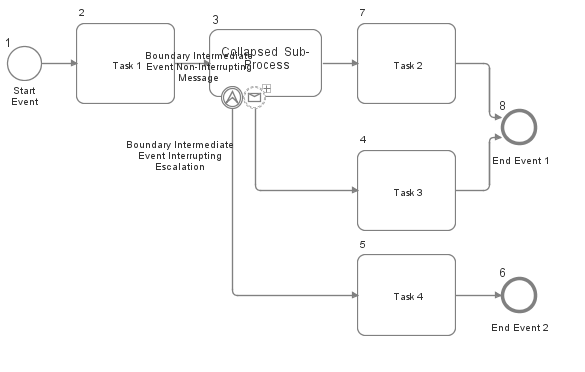 1
Start
Event
2
Task 1
3
Collapsed Sub-
Process
Boundary Intermediate
Event Non-Interrupting
Message
Boundary Intermediate
Event Interrupting
Escalation
7
Task 2
4
Task 3
5
Task 4
8
End Event 1
6
End Event 2